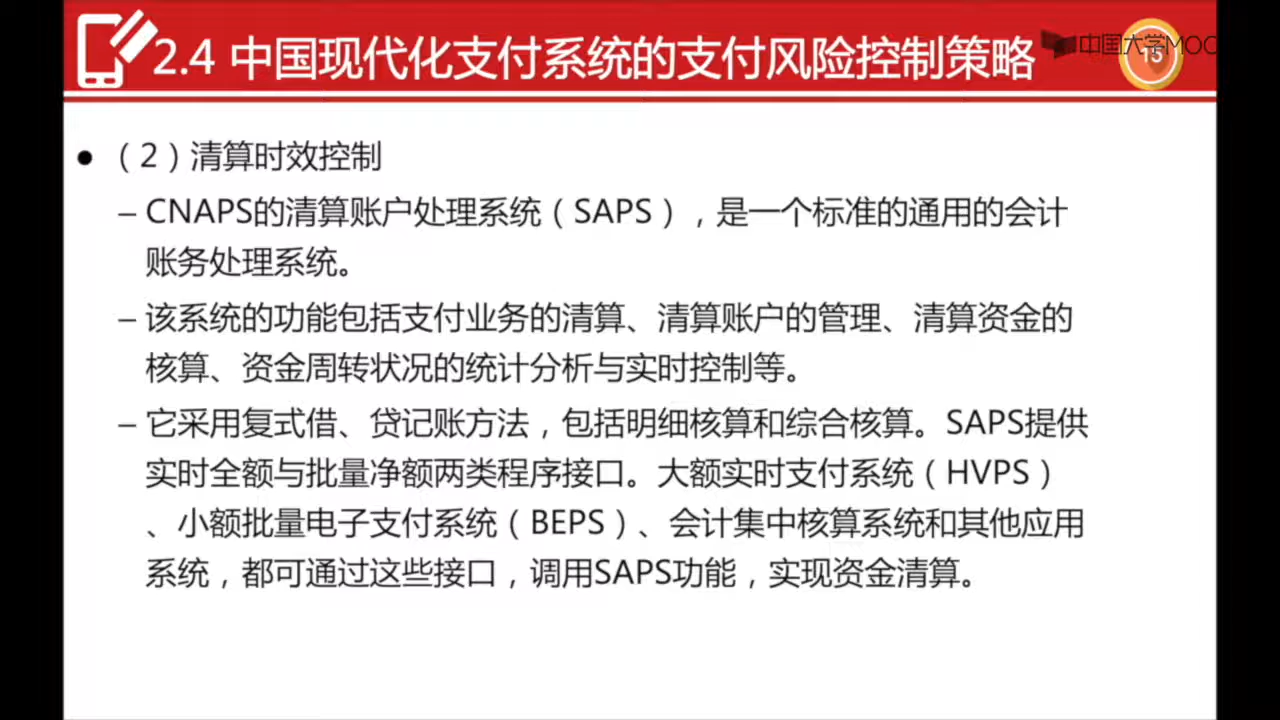 2.4 中国现代化支付系统的支付风险控制策略
中国大学MOOC
15
● （2）清算时效控制
– CNAPS的清算账户处理系统（SAPS），是一个标准的通用的会计
账务处理系统。
– 该系统的功能包括支付业务的清算、清算账户的管理、清算资金的
核算、资金周转状况的统计分析与实时控制等。
– 它采用复式借、贷记账方法，包括明细核算和综合核算。SAPS提供
实时全额与批量净额两类程序接口。大额实时支付系统（HVPS）
、小额批量电子支付系统（BEPS）、会计集中核算系统和其他应用
系统，都可通过这些接口，调用SAPS功能，实现资金清算。